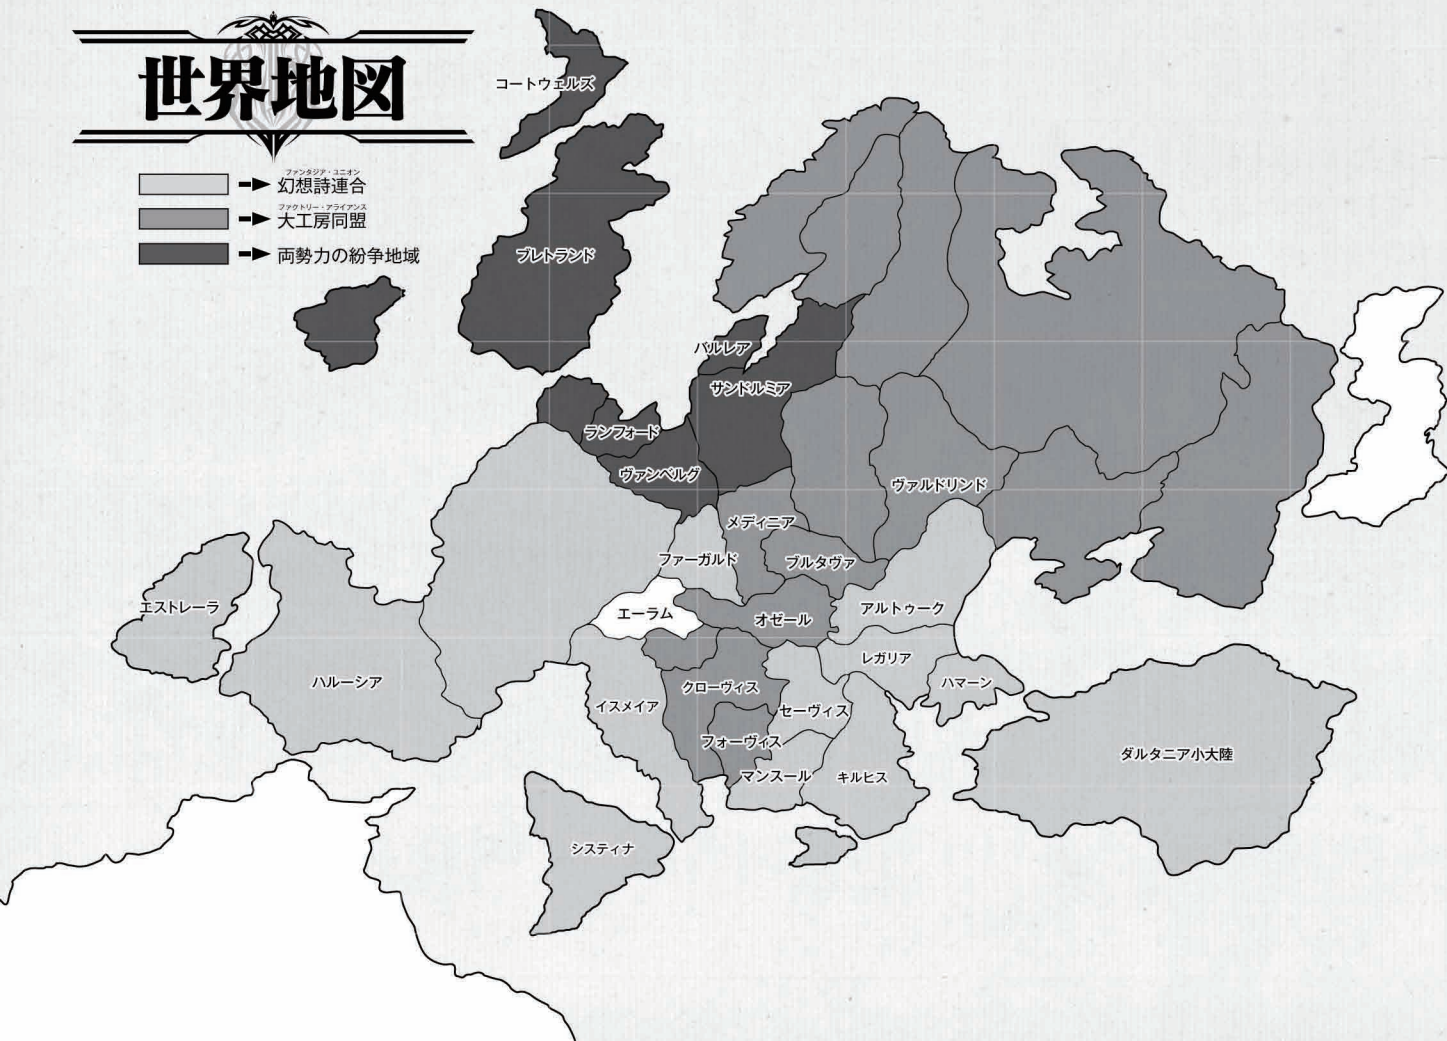 世界地図
ファンタジア・ユニオン
幻想詩連合
ファクトリー・アライアンス
大工房同盟
両勢力の紛争地域
コートウェルズ
ブレトランド
バルレア
サンドルミア
ランフォード
ヴァンベルグ
ヴァルドリンド
メディニア
ファーガルド
ブルタヴァ
エストレーラ
エーラム
オゼール
アルトゥーク
レガリア
ハルーシア
ハマーン
クローヴィス
イスメイア
セーヴィス
フォーヴィス
ダルタニア小大陸
マンスール
キルヒス
システィナ